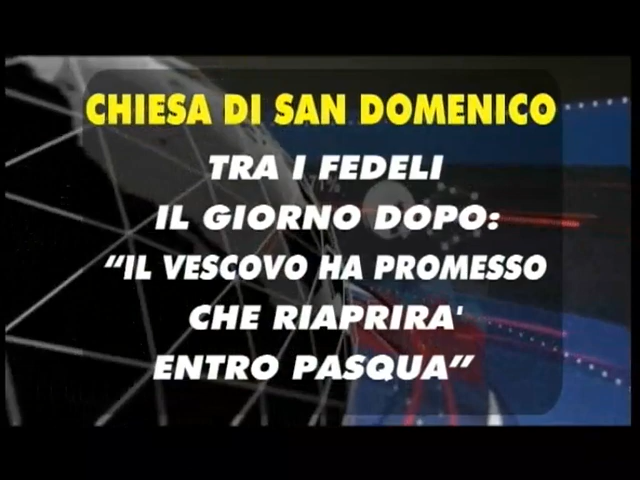 CHIESA DI SAN DOMENICO
TRA I FEDELI
IL GIORNO DOPO:
“IL VESCOVO HA PROMESSO
CHE RIAPRIRA'
ENTRO PASQUA”